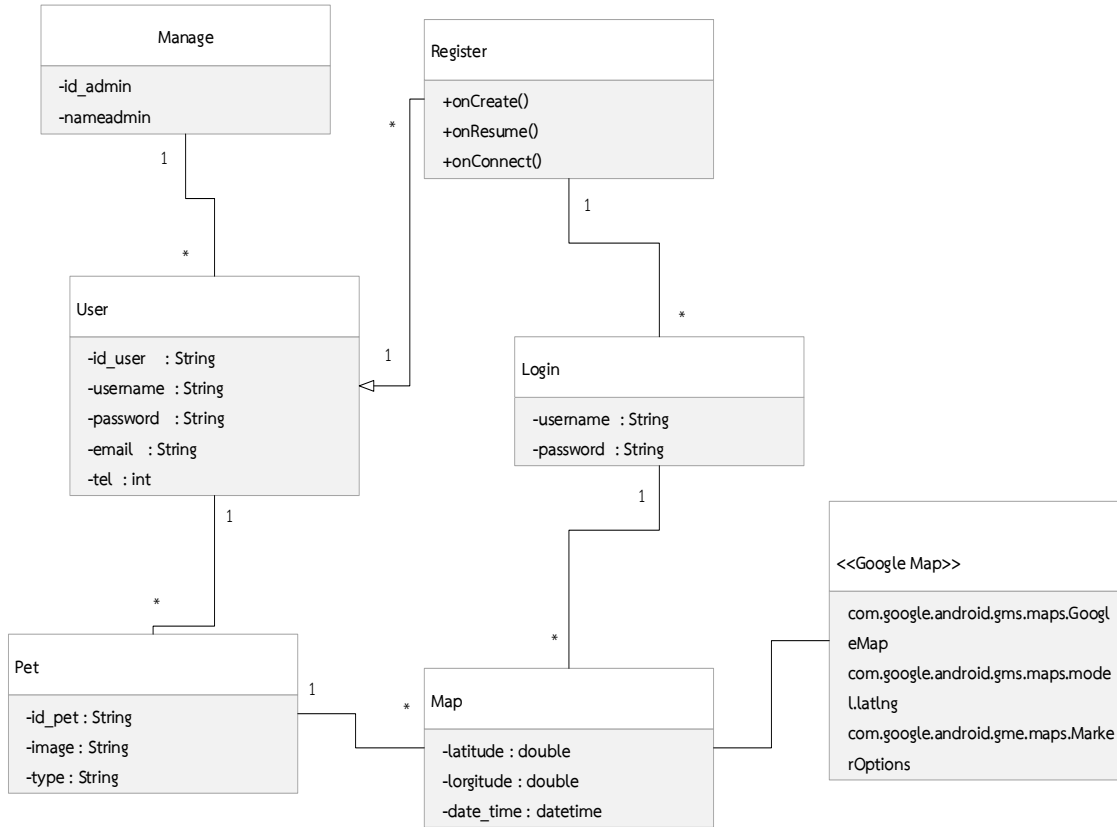 Manage
-id_admin
-nameadmin
Register
+onCreate()
+onResume()
+onConnect()
1
*
*
1
User
-id_user : String
-username : String
-password : String
-email : String
-tel : int
1
*
Login
-username : String
-password : String
1
*
1
*
<<Google Map>>
com.google.android.gms.maps.Googl
eMap
com.google.android.gms.maps.mode
l.latlng
com.google.android.gme.maps.Marke
rOptions
Pet
-id_pet : String
-image : String
-type : String
1
*
Map
-latitude : double
-lorgitude : double
-date_time : datetime